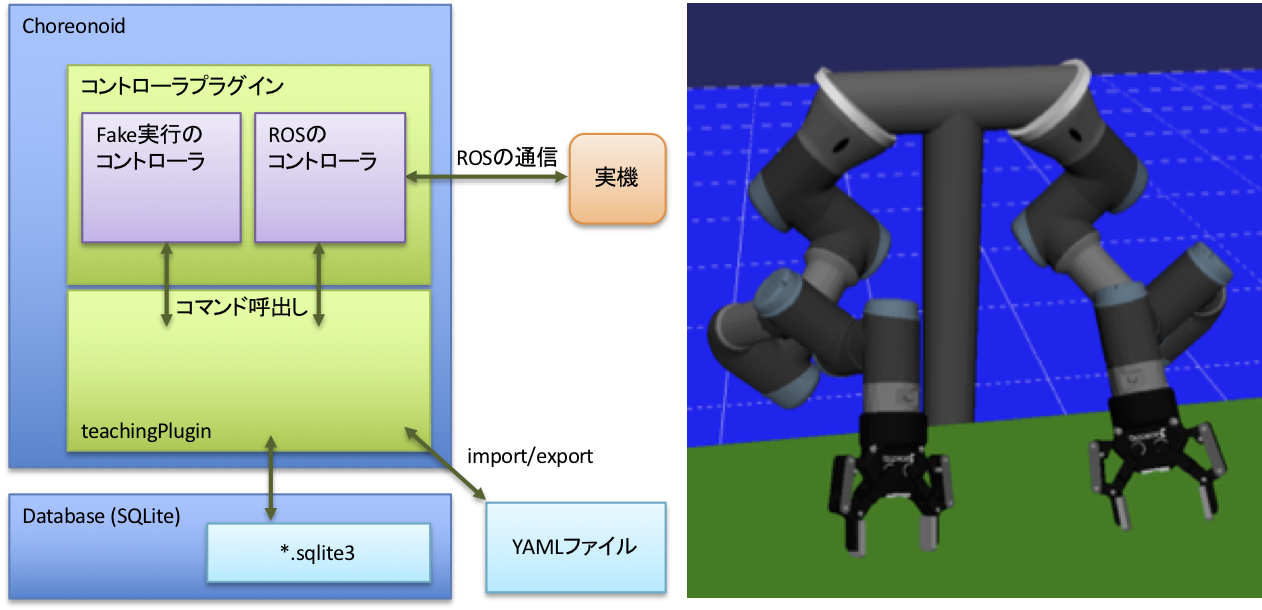 Choreonoid
コントローラプラグイン
Fake実行の
コントローラ
ROSの
コントローラ
ROSの通信
実機
コマンド呼出し
teachingPlugin
import/export
Database (SQLite)
*.sqlite3
YAMLファイル